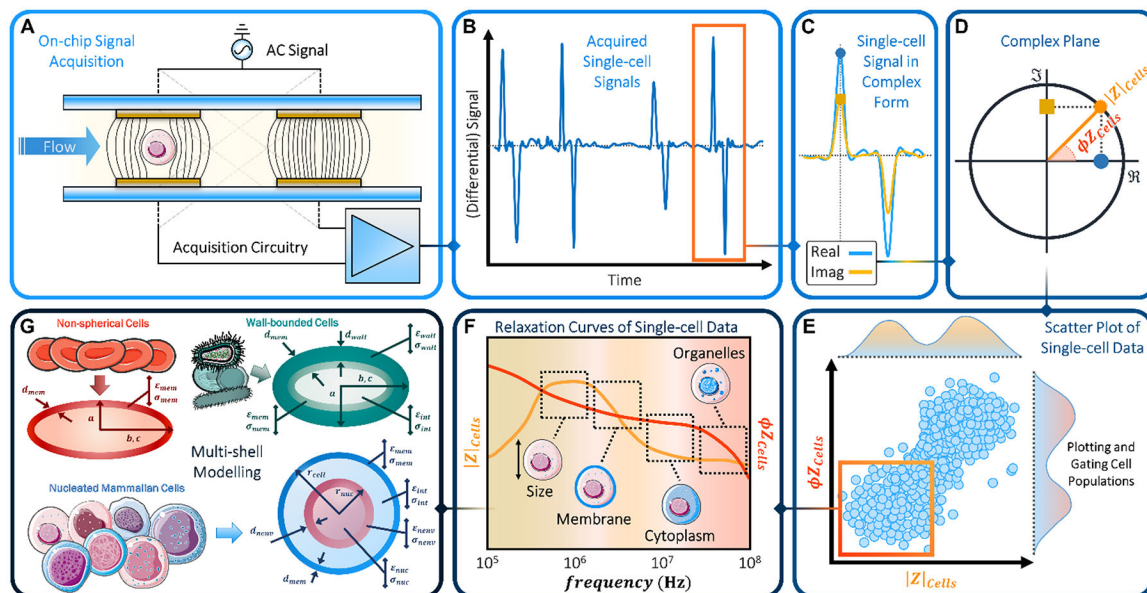 A
On-chip Signal
Acquisition
AC Signal
Flow
Acquisition Circuitry
B
Acquired
Single-cell
Signals
(Differential) Signal
Time
C
Single-cell
Signal in
Complex
Form
Real
Imag
D
Complex Plane
ℑ
|Z|Cells
ϕZCells
ℜ
E
Scatter Plot of
Single-cell Data
ϕZCells
Plotting and
Gating Cell
Populations
|Z|Cells
F
Relaxation Curves of Single-cell Data
Organelles
|Z|Cells
ϕZCells
Size
Membrane
Cytoplasm
10⁵
10⁶
10⁷
10⁸
frequency (Hz)
G
Non-spherical Cells
dmem
εmem
σmem
a
b, c
Wall-bounded Cells
dmem
dwall
εwall
σwall
a
b, c
εmem
σmem
εint
σint
Multi-shell
Modelling
Nucleated Mammalian Cells
rcell
rnuc
εmem
σmem
εint
σint
εnenv
σnenv
εnuc
σnuc
dnenv
dmem